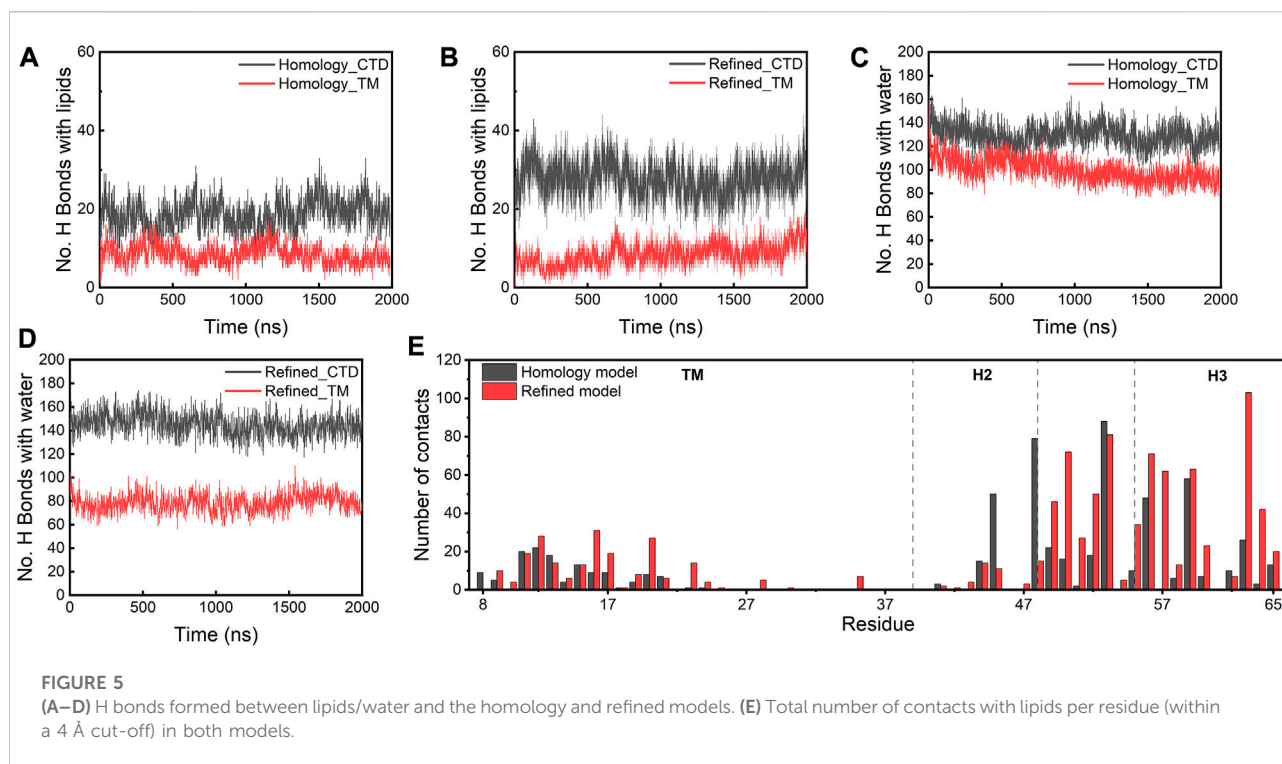 A
No. H Bonds with lipids
60
40
20
0
Homology_CTD
Homology_TM
0 500 1000 1500 2000
Time (ns)
B
No. H Bonds with lipids
60
40
20
0
Refined_CTD
Refined_TM
0 500 1000 1500 2000
Time (ns)
C
No. H Bonds with water
200
180
160
140
120
100
80
60
40
20
0
Homology_CTD
Homology_TM
0 500 1000 1500 2000
Time (ns)
D
No. H Bonds with water
200
180
160
140
120
100
80
60
40
20
0
Refined_CTD
Refined_TM
0 500 1000 1500 2000
Time (ns)
E
Number of contacts
120
100
80
60
40
20
0
Homology model
Refined model
TM H2 H3
8 17 27 37 47 57 65
Residue
FIGURE 5
(A–D) H bonds formed between lipids/water and the homology and refined models. (E) Total number of contacts with lipids per residue (within
a 4 Å cut-off) in both models.